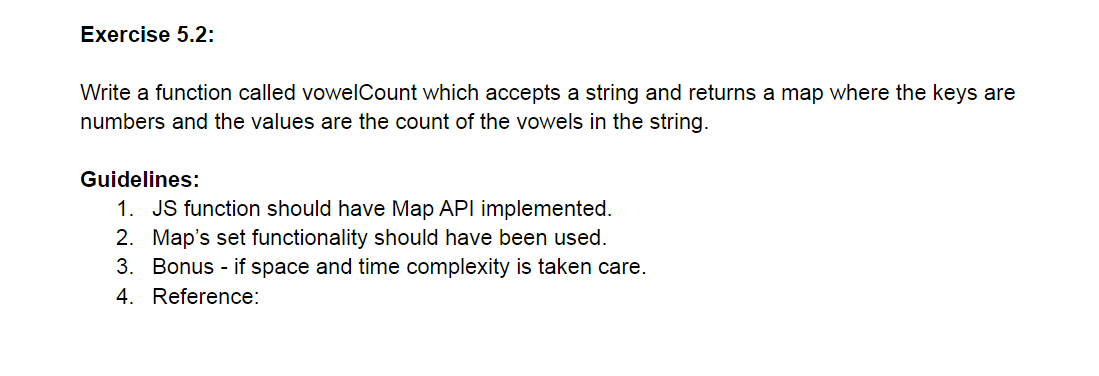 Exercise 5.2:
Write a function called vowelCount which accepts a string and returns a map where the keys are
numbers and the values are the count of the vowels in the string.
Guidelines:
1. JS function should have Map API implemented.
2. Map’s set functionality should have been used.
3. Bonus - if space and time complexity is taken care.
4. Reference: